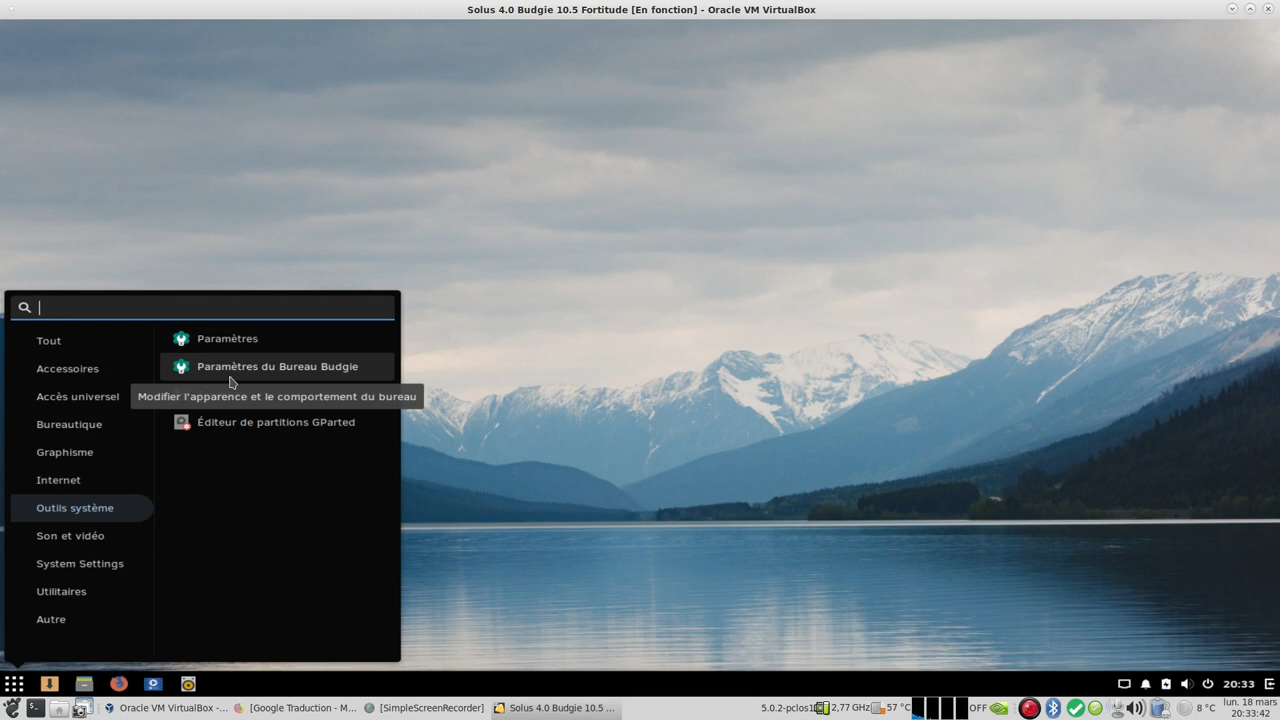 Solus 4.0 Budgie 10.5 Fortitude [En fonction] - Oracle VM VirtualBox
Tout
Accessoires
Accès universel
Bureautique
Graphisme
Internet
Outils système
Son et vidéo
System Settings
Utilitaires
Autre
Paramètres
Paramètres du Bureau Budgie
Modifier l'apparence et le comportement du bureau
Éditeur de partitions GParted
20:33
Oracle VM VirtualBox - ...
[Google Traduction - M...
[SimpleScreenRecorder]
Solus 4.0 Budgie 10.5 ...
5.0.2-pclos1
2,77 GHz
57 °C
OFF
8 °C
lun. 18 mars
20:33:42